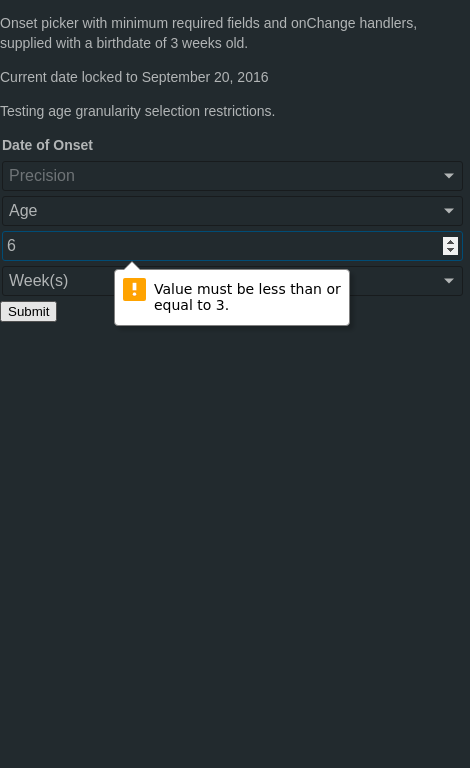 Onset picker with minimum required fields and onChange handlers,
supplied with a birthdate of 3 weeks old.
Current date locked to September 20, 2016
Testing age granularity selection restrictions.
Date of Onset
Precision
Age
6
Week(s)
Value must be less than or
equal to 3.
Submit